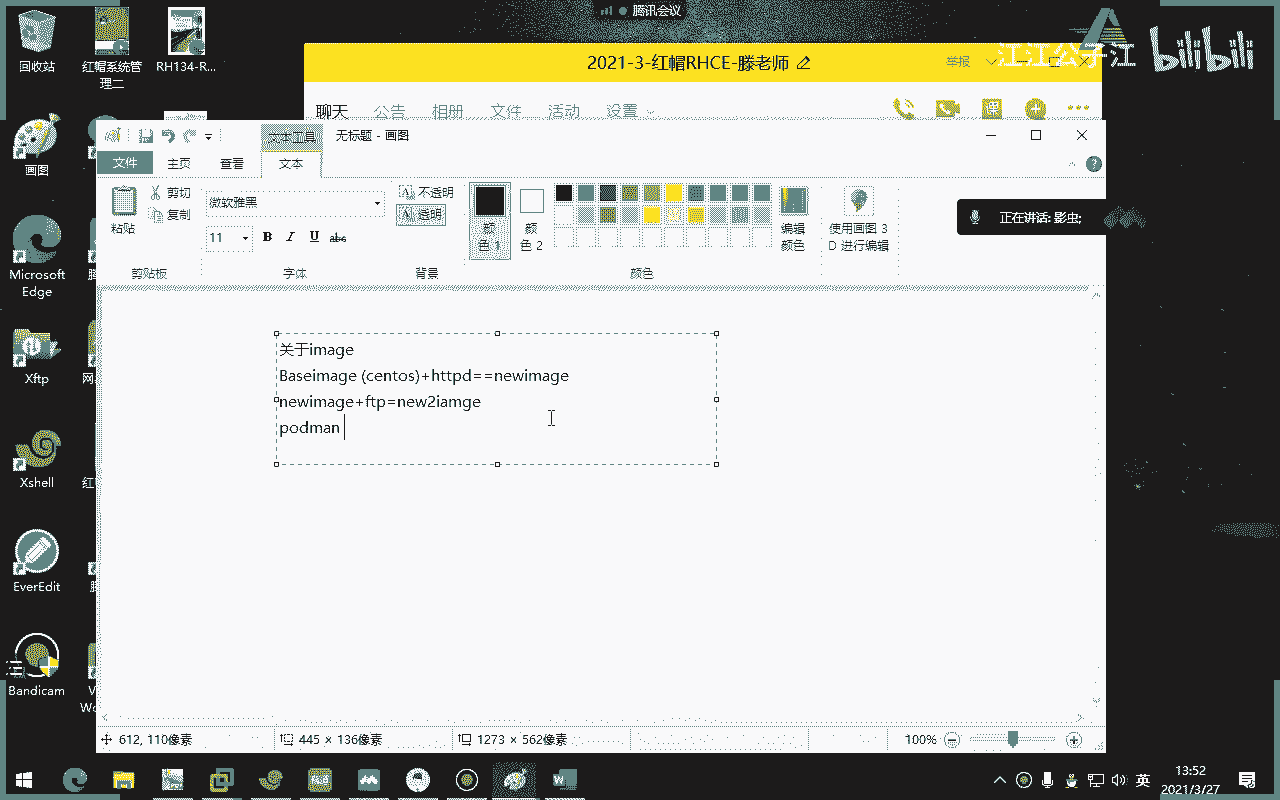 腾讯会议
江江公子江
bilibili
回收站
红帽系统管
理二
RH134-R...
2021-3-红帽RHCE-滕老师
举报
聊天 公告 相册 文件 活动 设置
画图
文本工具
无标题 - 画图
文件 主页 查看 文本
粘贴
剪切
复制
剪贴板
微软雅黑
11
B I U abc
字体
不透明
透明
背景
颜
色 1
颜
色 2
颜色
编辑
颜色
使用画图 3
D 进行编辑
正在讲话: 影虫;
Microsoft
Edge
Xftp
Xshell
EverEdit
Bandicam
关于image
Baseimage (centos)+httpd==newimage
newimage+ftp=new2iamge
podman
612, 110像素
445 × 136像素
1273 × 562像素
100%
英
13:52
2021/3/27